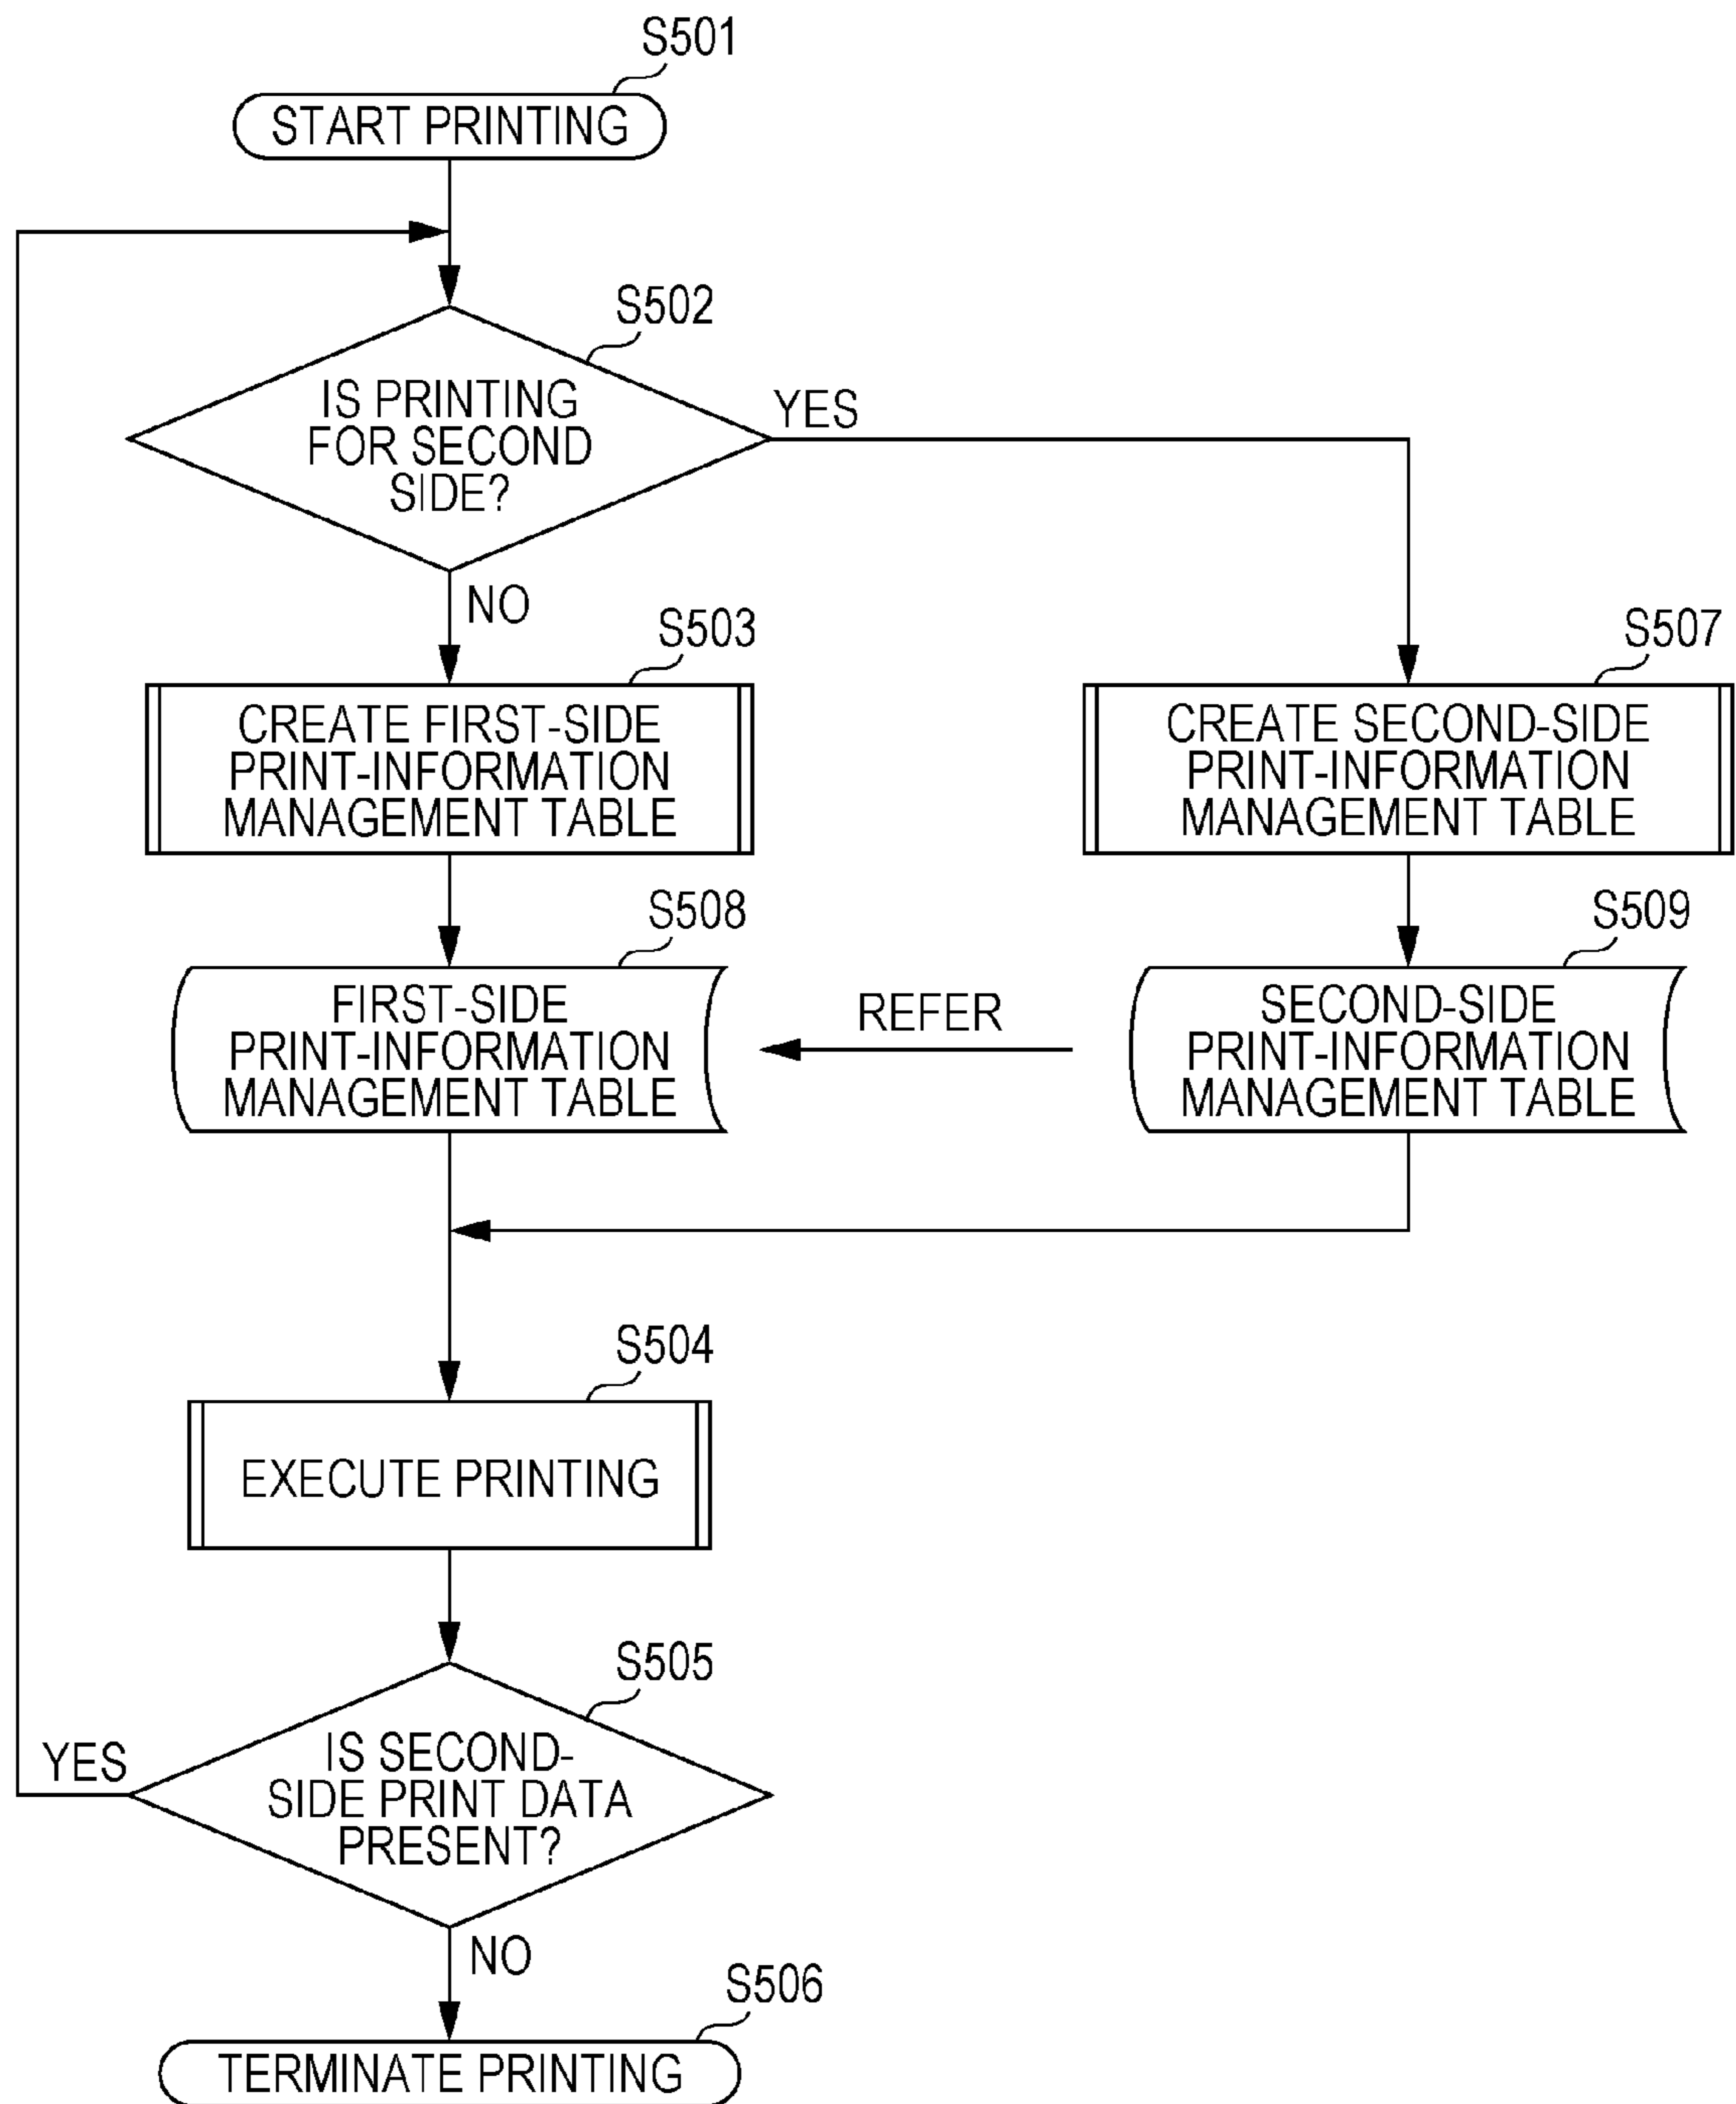 S501
START PRINTING
S502
IS PRINTING
FOR SECOND
SIDE?
YES
NO
S503
CREATE FIRST-SIDE
PRINT-INFORMATION
MANAGEMENT TABLE
S507
CREATE SECOND-SIDE
PRINT-INFORMATION
MANAGEMENT TABLE
S508
FIRST-SIDE
PRINT-INFORMATION
MANAGEMENT TABLE
REFER
S509
SECOND-SIDE
PRINT-INFORMATION
MANAGEMENT TABLE
S504
EXECUTE PRINTING
S505
IS SECOND-
SIDE PRINT DATA
PRESENT?
YES
NO
S506
TERMINATE PRINTING